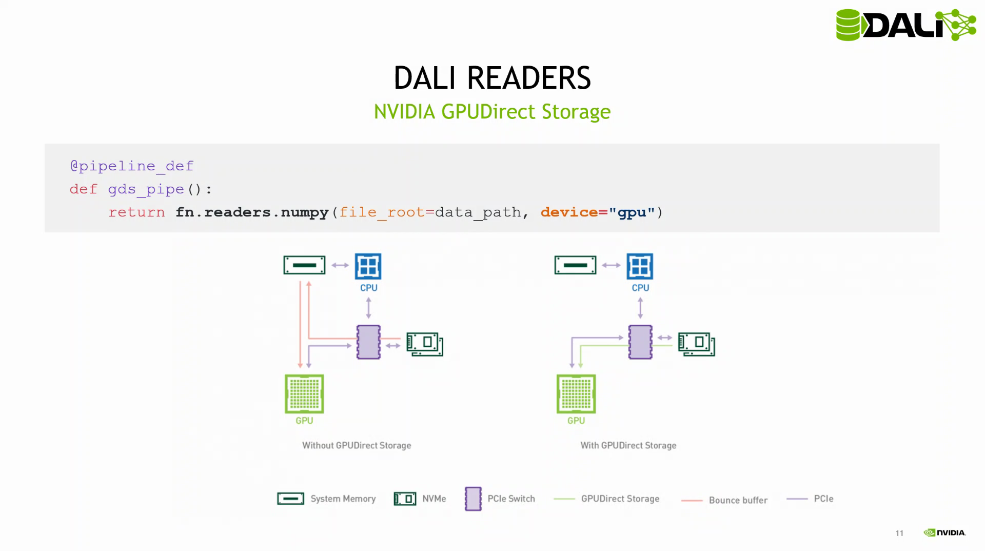 DALI
DALI READERS
NVIDIA GPUDirect Storage
@pipeline_def
def gds_pipe():
    return fn.readers.numpy(file_root=data_path, device="gpu")
CPU
CPU
GPU
GPU
Without GPUDirect Storage
With GPUDirect Storage
System Memory
NVMe
PCIe Switch
GPUDirect Storage
Bounce buffer
PCIe
11
NVIDIA.